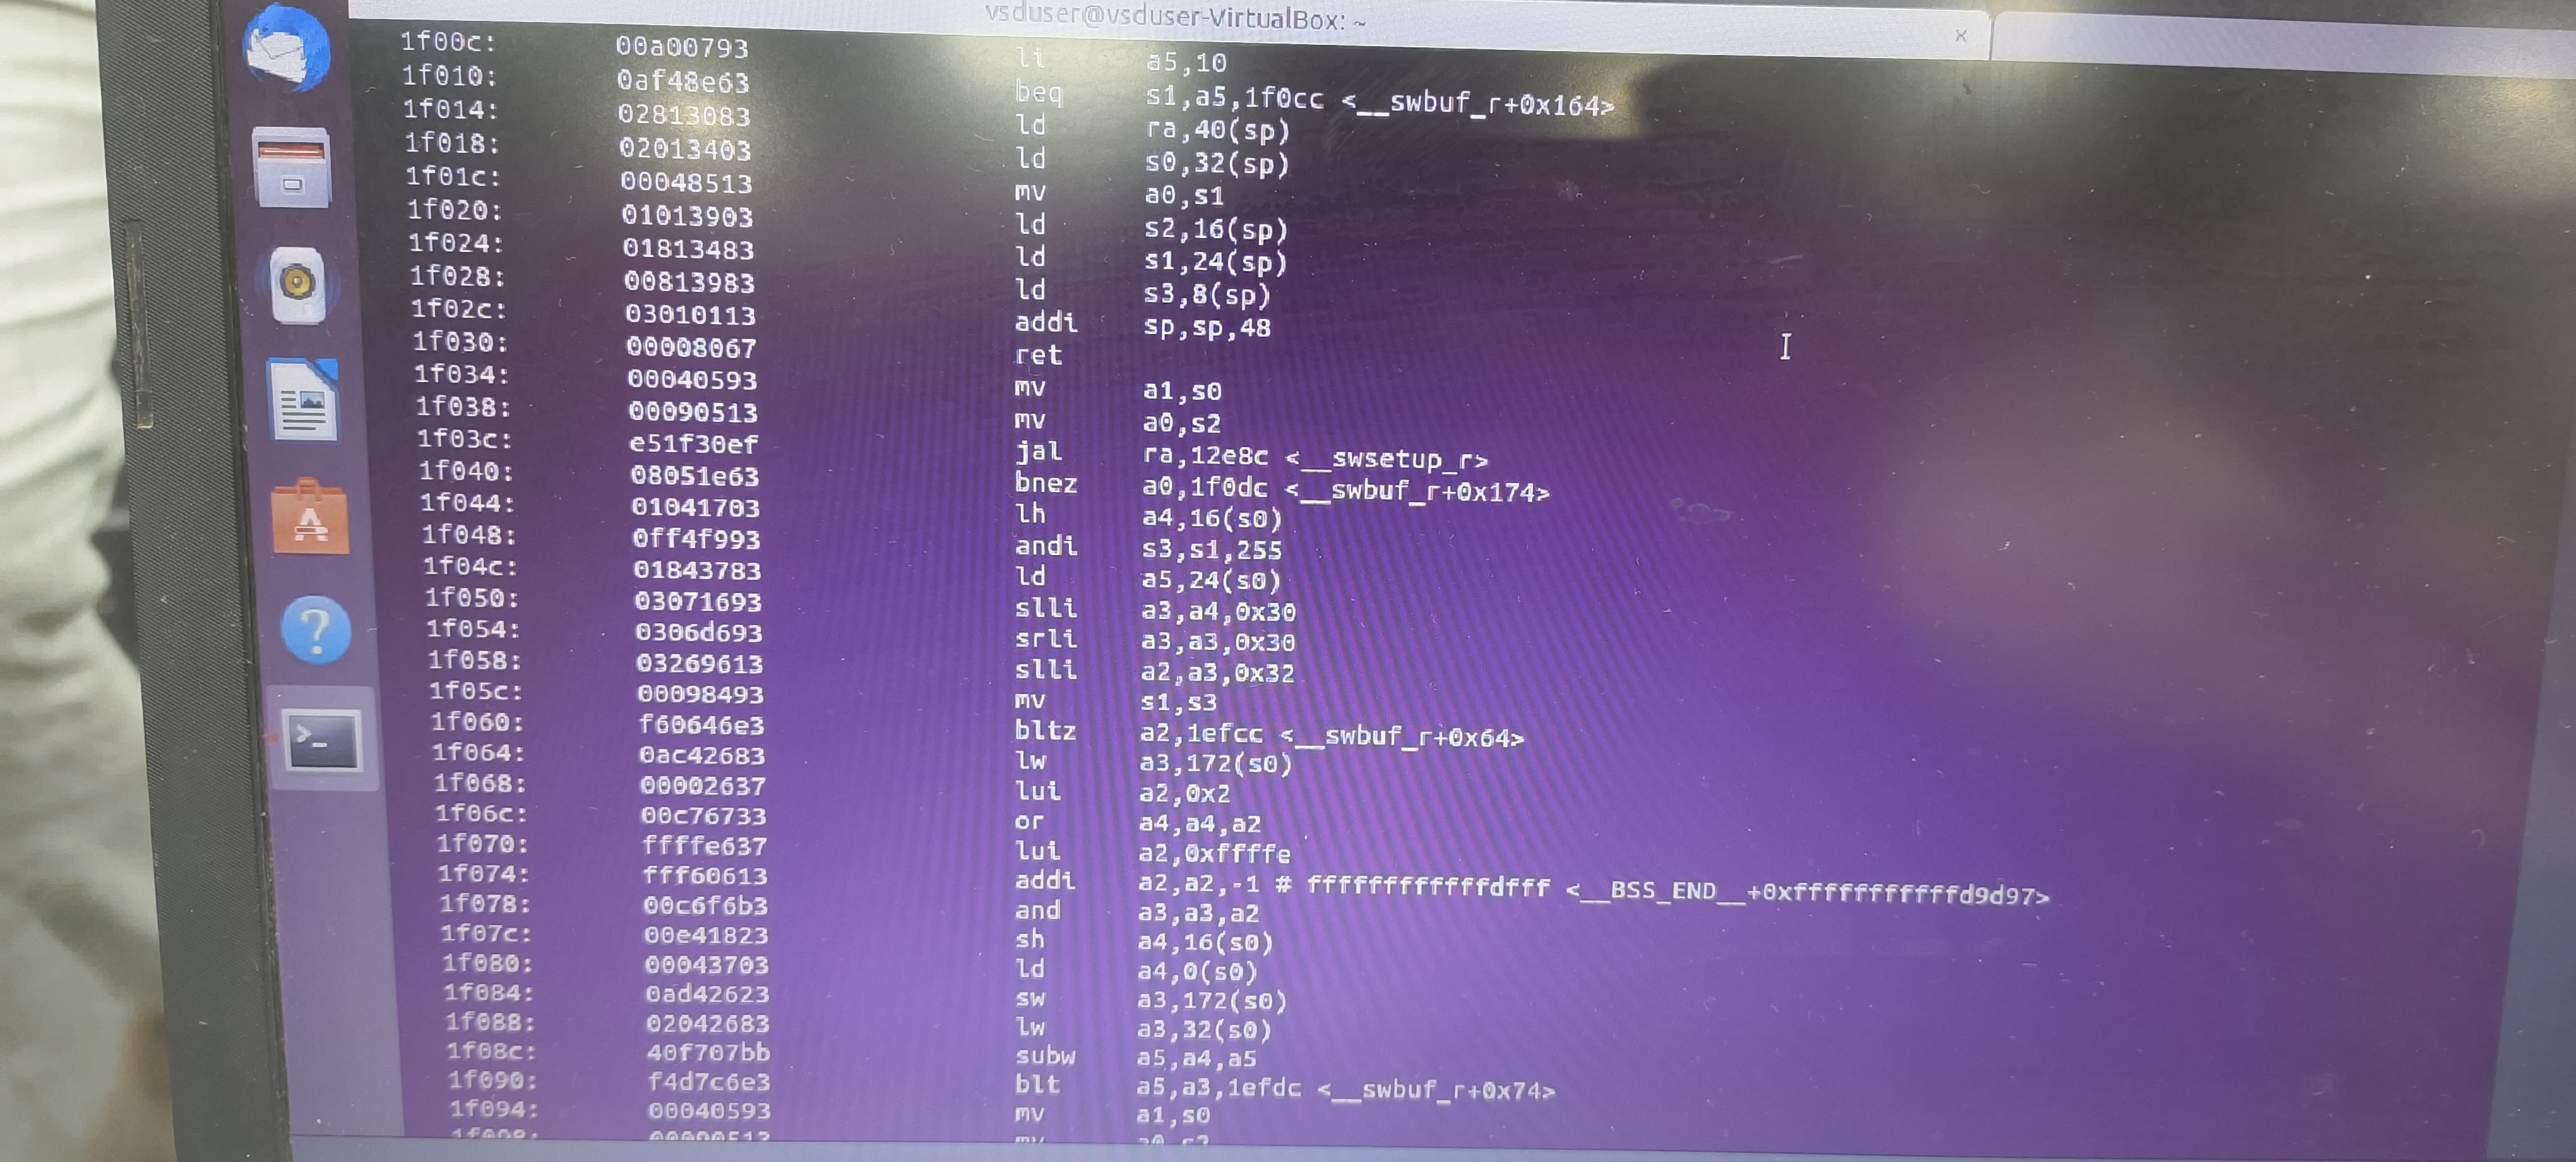 vsduser@vsduser-VirtualBox: ~
1f00c: 00a00793 li a5,10
1f010: 0af48e63 beq s1,a5,1f0cc <__swbuf_r+0x164>
1f014: 02813083 ld ra,40(sp)
1f018: 02013403 ld s0,32(sp)
1f01c: 00048513 mv a0,s1
1f020: 01013903 ld s2,16(sp)
1f024: 01813483 ld s1,24(sp)
1f028: 00813983 ld s3,8(sp)
1f02c: 03010113 addi sp,sp,48
1f030: 00008067 ret
1f034: 00040593 mv a1,s0
1f038: 00090513 mv a0,s2
1f03c: e51f30ef jal ra,12e8c <__swsetup_r>
1f040: 08051e63 bnez a0,1f0dc <__swbuf_r+0x174>
1f044: 01041703 lh a4,16(s0)
1f048: 0ff4f993 andi s3,s1,255
1f04c: 01843783 ld a5,24(s0)
1f050: 03071693 slli a3,a4,0x30
1f054: 0306d693 srli a3,a3,0x30
1f058: 03269613 slli a2,a3,0x32
1f05c: 00098493 mv s1,s3
1f060: f60646e3 bltz a2,1efcc <__swbuf_r+0x64>
1f064: 0ac42683 lw a3,172(s0)
1f068: 00002637 lui a2,0x2
1f06c: 00c76733 or a4,a4,a2
1f070: ffffe637 lui a2,0xffffe
1f074: fff60613 addi a2,a2,-1 # ffffffffffffdfff <__BSS_END__+0xfffffffffffd9d97>
1f078: 00c6f6b3 and a3,a3,a2
1f07c: 00e41823 sh a4,16(s0)
1f080: 00043703 ld a4,0(s0)
1f084: 0ad42623 sw a3,172(s0)
1f088: 02042683 lw a3,32(s0)
1f08c: 40f707bb subw a5,a4,a5
1f090: f4d7c6e3 blt a5,a3,1efdc <__swbuf_r+0x74>
1f094: 00040593 mv a1,s0
1f098: 00090513 mv a0,s2